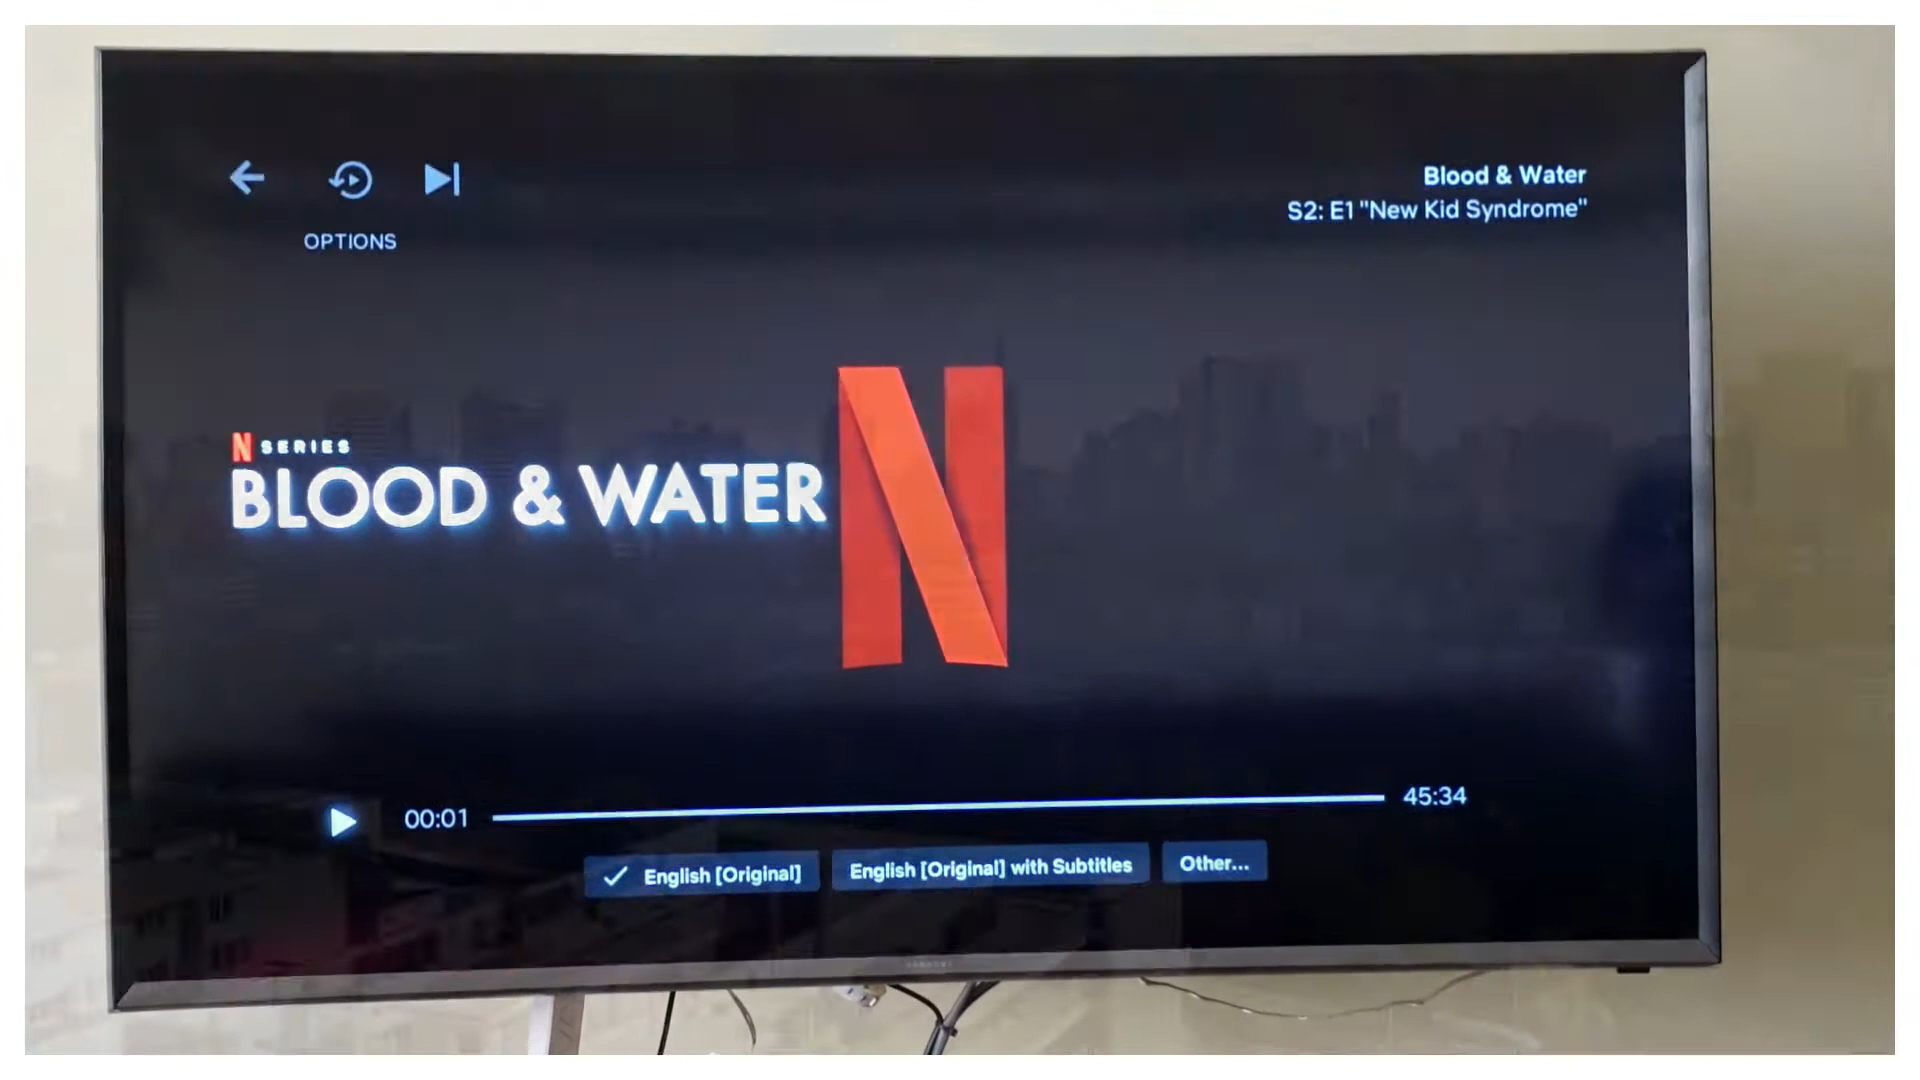 Blood & Water
S2: E1 "New Kid Syndrome"
OPTIONS
N SERIES
BLOOD & WATER
N
00:01
45:34
✓ English [Original]
English [Original] with Subtitles
Other...